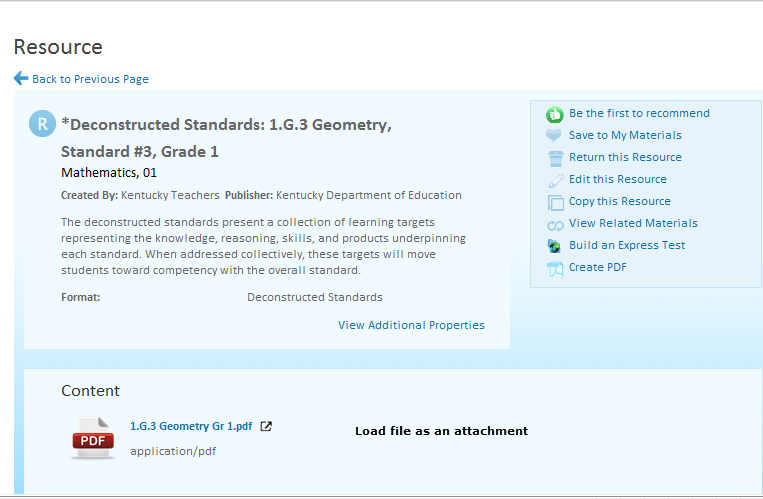 Resource
Back to Previous Page
R
*Deconstructed Standards: 1.G.3 Geometry,
Standard #3, Grade 1
Mathematics, 01
Created By: Kentucky Teachers Publisher: Kentucky Department of Education
The deconstructed standards present a collection of learning targets
representing the knowledge, reasoning, skills, and products underpinning
each standard. When addressed collectively, these targets will move
students toward competency with the overall standard.
Format: Deconstructed Standards
View Additional Properties
Be the first to recommend
Save to My Materials
Return this Resource
Edit this Resource
Copy this Resource
View Related Materials
Build an Express Test
Create PDF
Content
PDF
1.G.3 Geometry Gr 1.pdf
application/pdf
Load file as an attachment